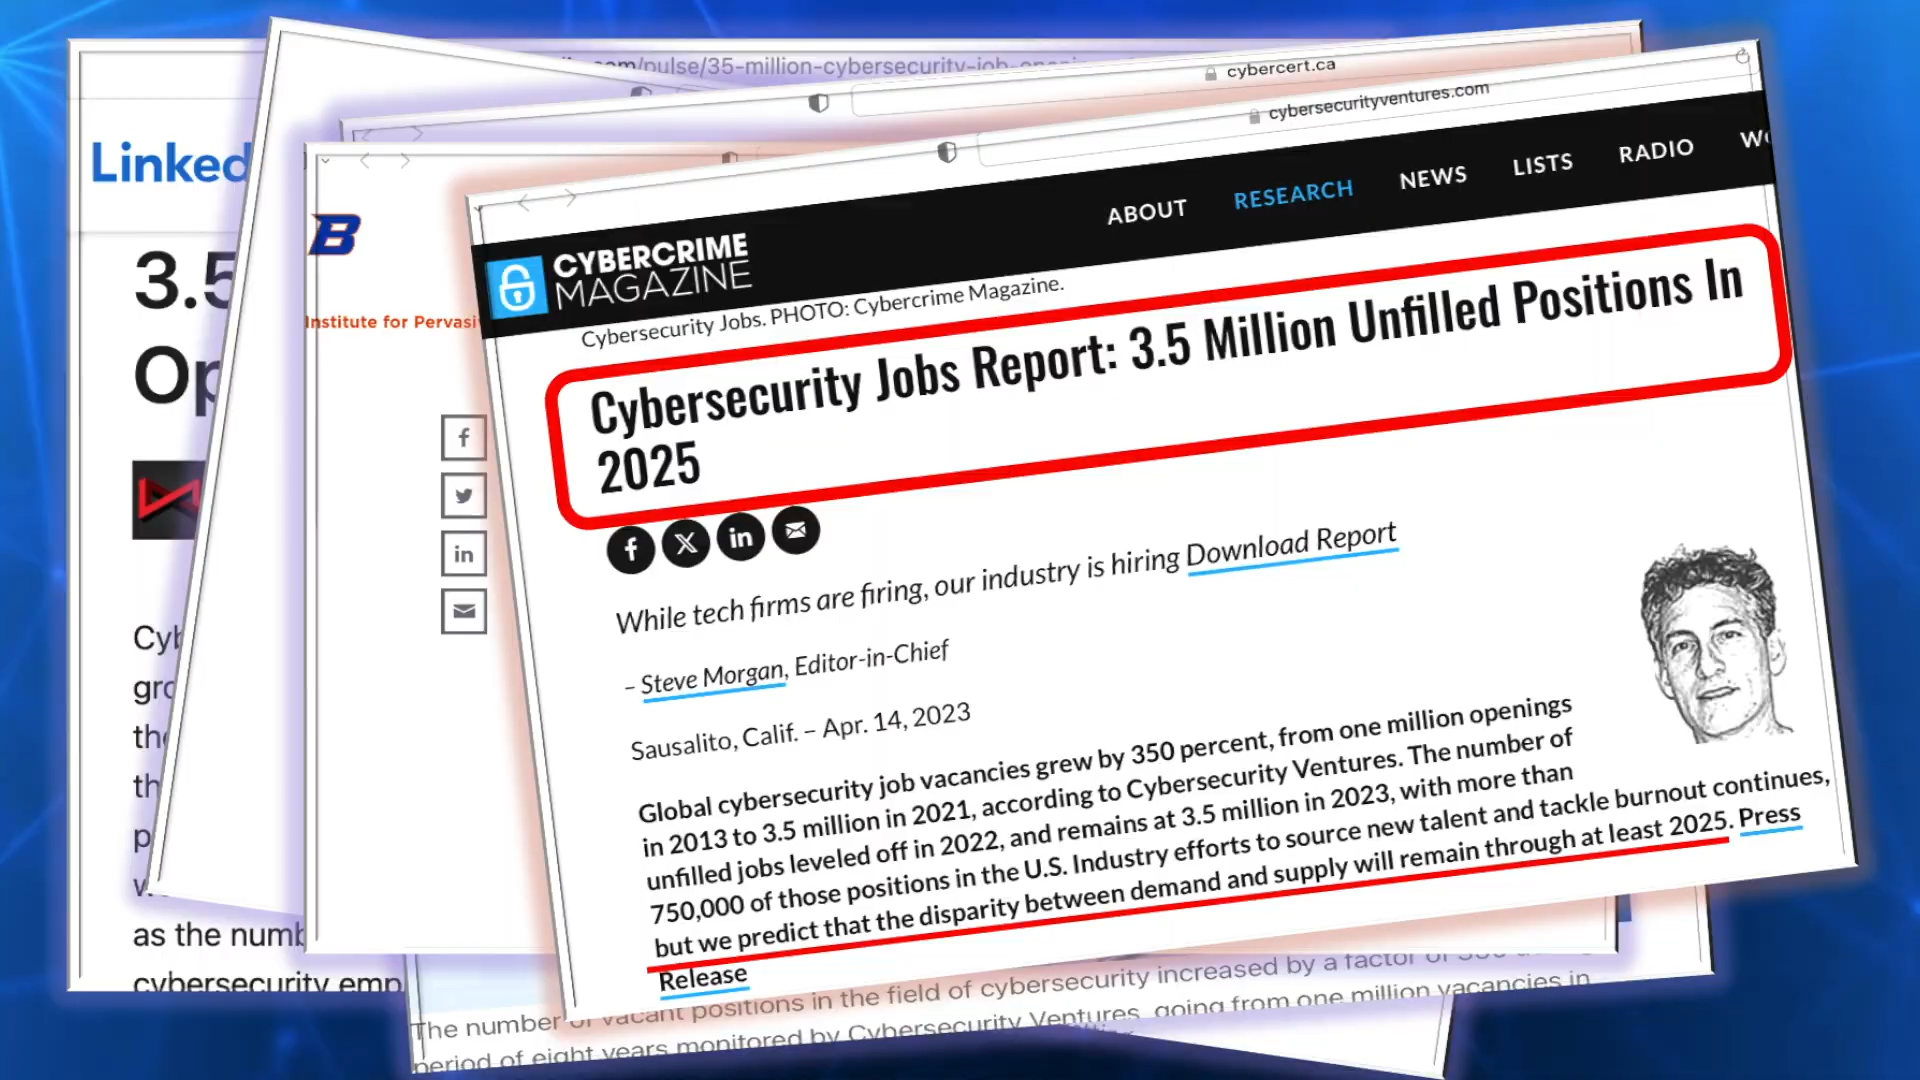 /pulse/35-million-cybersecurity-job-
cybercert.ca
cybersecurityventures.com
Linked
3.5
Op
B
Institute for Pervasi
CYBERCRIME
MAGAZINE
ABOUT RESEARCH NEWS LISTS RADIO
Cybersecurity Jobs. PHOTO: Cybercrime Magazine.
Cybersecurity Jobs Report: 3.5 Million Unfilled Positions In
2025
While tech firms are firing, our industry is hiring Download Report
– Steve Morgan, Editor-in-Chief
Sausalito, Calif. – Apr. 14, 2023
Global cybersecurity job vacancies grew by 350 percent, from one million openings
in 2013 to 3.5 million in 2021, according to Cybersecurity Ventures. The number of
unfilled jobs leveled off in 2022, and remains at 3.5 million in 2023, with more than
750,000 of those positions in the U.S. Industry efforts to source new talent and tackle burnout continues,
but we predict that the disparity between demand and supply will remain through at least 2025. Press
Release
as the numb
cybersecurity emp
The number of vacant positions in the field of cybersecurity increased by a factor of
period of eight years monitored by Cybersecurity Ventures, going from one million vacancies in